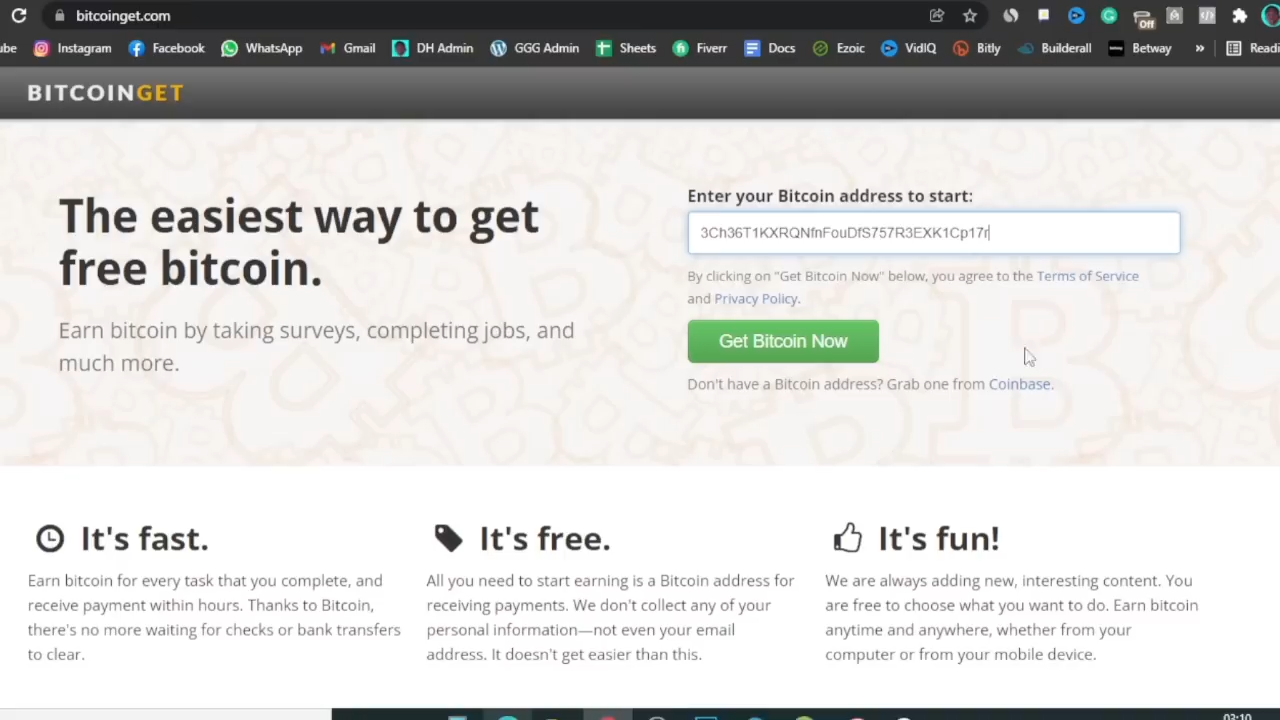 bitcoinget.com
Off
ube Instagram Facebook WhatsApp Gmail DH Admin GGG Admin Sheets Fiverr Docs Ezoic VidIQ Bitly Builderall Betway » Readi
BITCOINGET
The easiest way to get
free bitcoin.
Earn bitcoin by taking surveys, completing jobs, and
much more.
Enter your Bitcoin address to start:
3Ch36T1KXRQNfnFouDfS757R3EXK1Cp17r
By clicking on "Get Bitcoin Now" below, you agree to the Terms of Service
and Privacy Policy.
Get Bitcoin Now
Don't have a Bitcoin address? Grab one from Coinbase.
It's fast.
Earn bitcoin for every task that you complete, and
receive payment within hours. Thanks to Bitcoin,
there's no more waiting for checks or bank transfers
to clear.
It's free.
All you need to start earning is a Bitcoin address for
receiving payments. We don't collect any of your
personal information—not even your email
address. It doesn't get easier than this.
It's fun!
We are always adding new, interesting content. You
are free to choose what you want to do. Earn bitcoin
anytime and anywhere, whether from your
computer or from your mobile device.
03:10